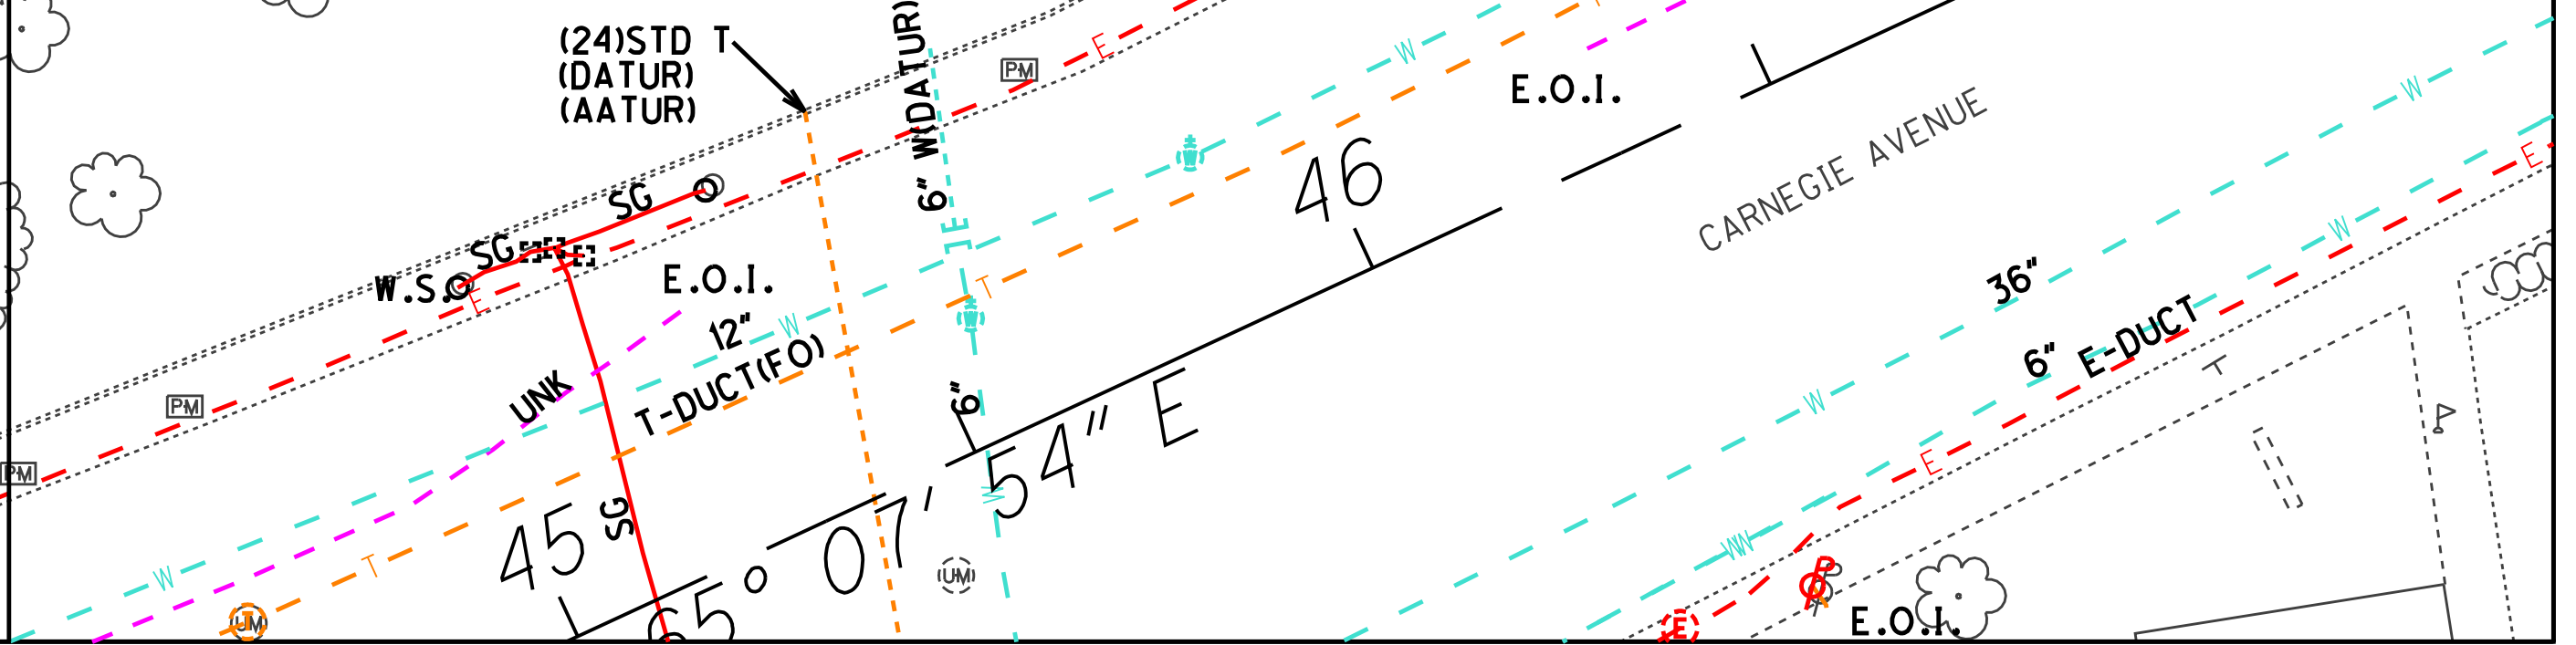 (24)STD T
(DATUR)
(AATUR)
6" W(DATUR)
PM
E
W
T
E.O.I.
CARNEGIE AVENUE
W
E
46
SG
SG
W.S.
E
E.O.I.
12"
W
T
W
6"
T-DUCT(FO)
UNK
PM
PM
54" E
07'
65°
45
SG
W
W
T
UM
T
UM
36"
6" E-DUCT
W
W
E
T
P
W
W
P
E
E.O.I.